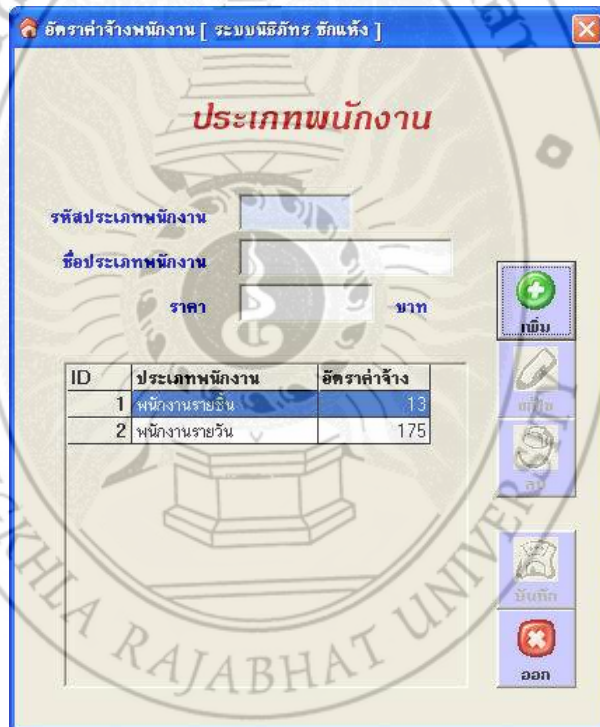 อัตราค่าจ้างพนักงาน [ ระบบนิธิภัทร ซักแห้ง ]
ประเภทพนักงาน
รหัสประเภทพนักงาน
ชื่อประเภทพนักงาน
ราคา บาท
เพิ่ม
ID ประเภทพนักงาน อัตราค่าจ้าง
1 พนักงานรายชิ้น 13
2 พนักงานรายวัน 175
แก้ไข
ลบ
บันทึก
ออก
RAJABHAT